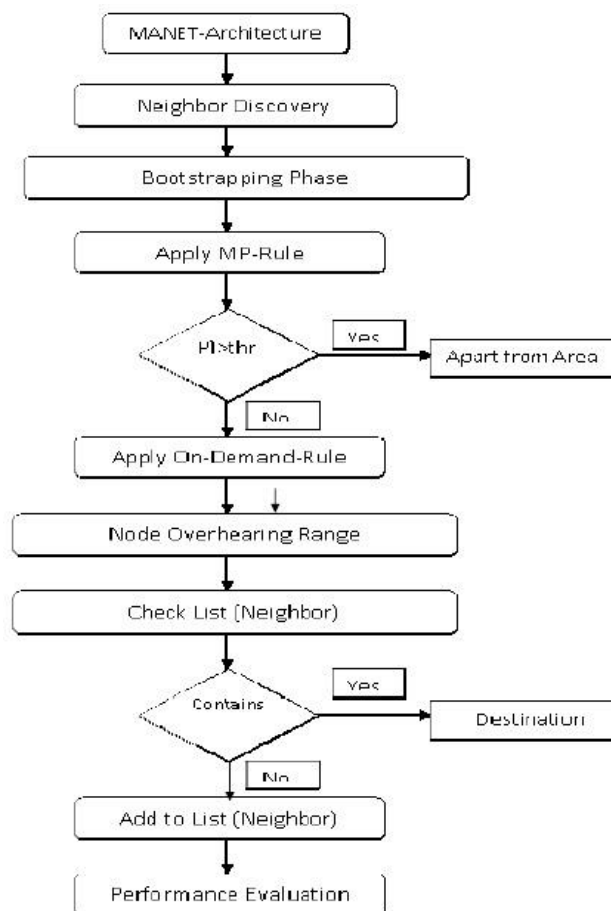 MANET-Architecture
Neighbor Discovery
Bootstrapping Phase
Apply MP-Rule
Yes
Apart from Area
No
Apply On-Demand-Rule
Node Overhearing Range
Check List (Neighbor)
Yes
Contains
Destination
No
Add to List (Neighbor)
Performance Evaluation